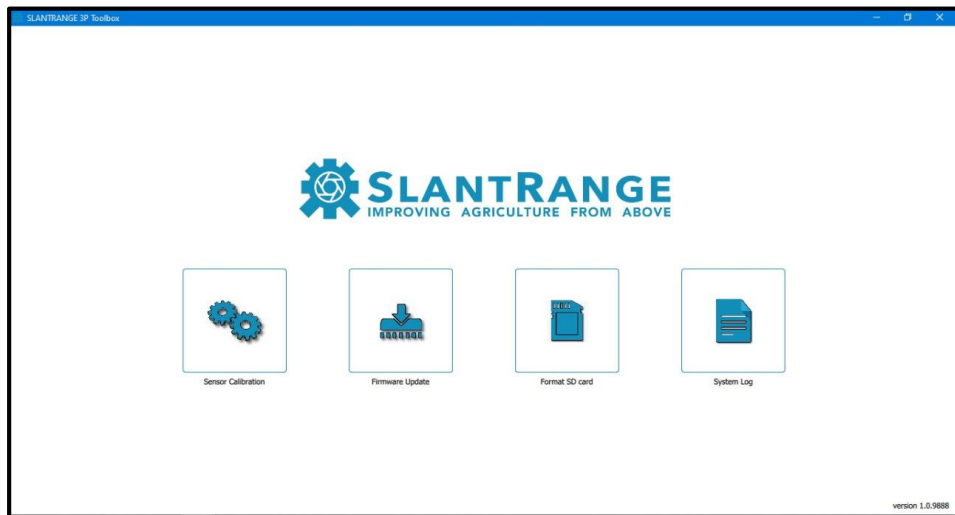 SLANTRANGE 3P Toolbox
SLANTRANGE
IMPROVING AGRICULTURE FROM ABOVE
Sensor Calibration
Firmware Update
Format SD card
System Log
version 1.0.9888